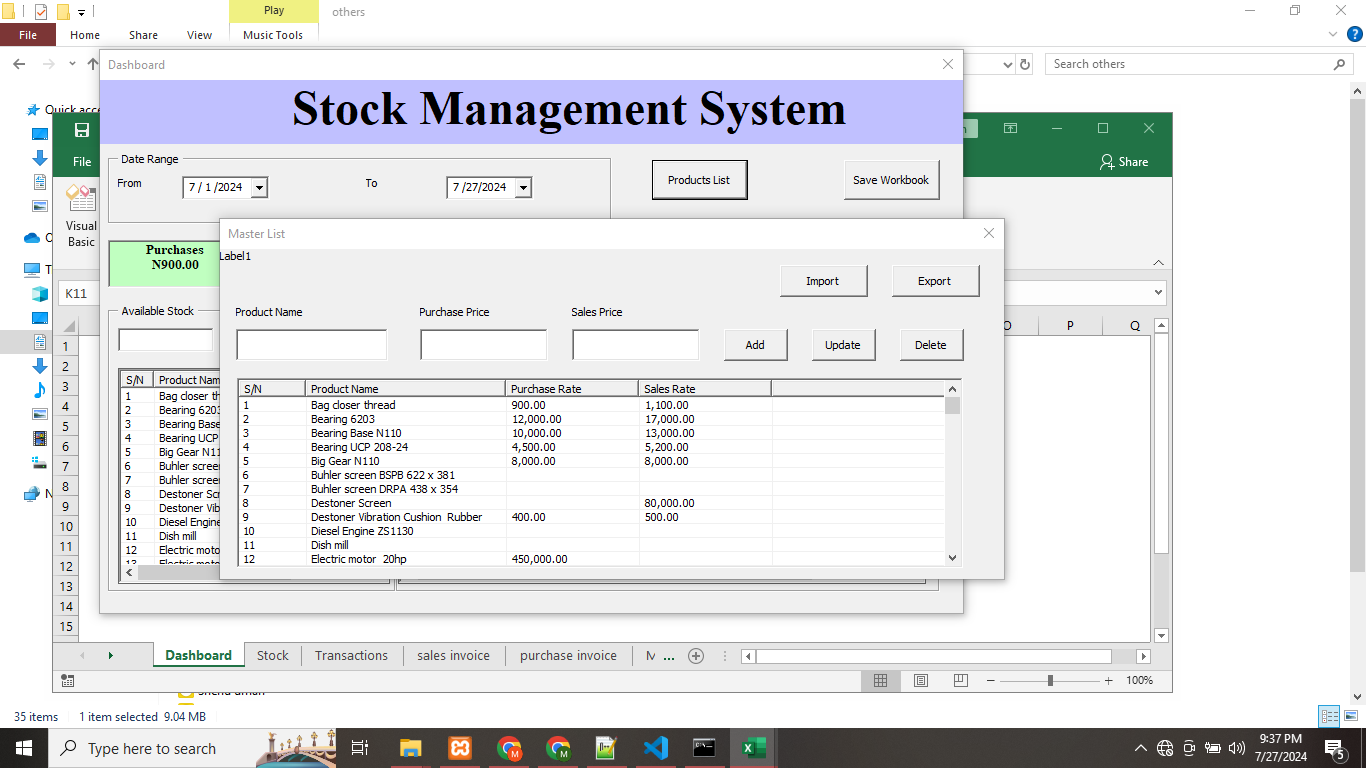 Play
others
File
Home
Share
View
Music Tools
Dashboard
Search others
Quick acce
Stock Management System
File
Share
Date Range
From
7 / 1 /2024
To
7 /27/2024
Products List
Save Workbook
Visual
Basic
Master List
Purchases
N900.00
Label1
Import
Export
K11
Available Stock
Product Name
Purchase Price
Sales Price
Add
Update
Delete
O
P
Q
1
2
3
4
5
6
7
8
9
10
11
12
13
14
15
S/N
Product Nam
1 Bag closer th
2 Bearing 6203
3 Bearing Base
4 Bearing UCP
5 Big Gear N11
6 Buhler screen
7 Buhler screen
8 Destoner Scr
9 Destoner Vib
10 Diesel Engine
11 Dish mill
12 Electric moto
S/N Product Name Purchase Rate Sales Rate
1 Bag closer thread 900.00 1,100.00
2 Bearing 6203 12,000.00 17,000.00
3 Bearing Base N110 10,000.00 13,000.00
4 Bearing UCP 208-24 4,500.00 5,200.00
5 Big Gear N110 8,000.00 8,000.00
6 Buhler screen BSPB 622 x 381
7 Buhler screen DRPA 438 x 354
8 Destoner Screen 80,000.00
9 Destoner Vibration Cushion Rubber 400.00 500.00
10 Diesel Engine ZS1130
11 Dish mill
12 Electric motor 20hp 450,000.00
Dashboard
Stock
Transactions
sales invoice
purchase invoice
M ...
100%
35 items
1 item selected 9.04 MB
Type here to search
9:37 PM
7/27/2024
5